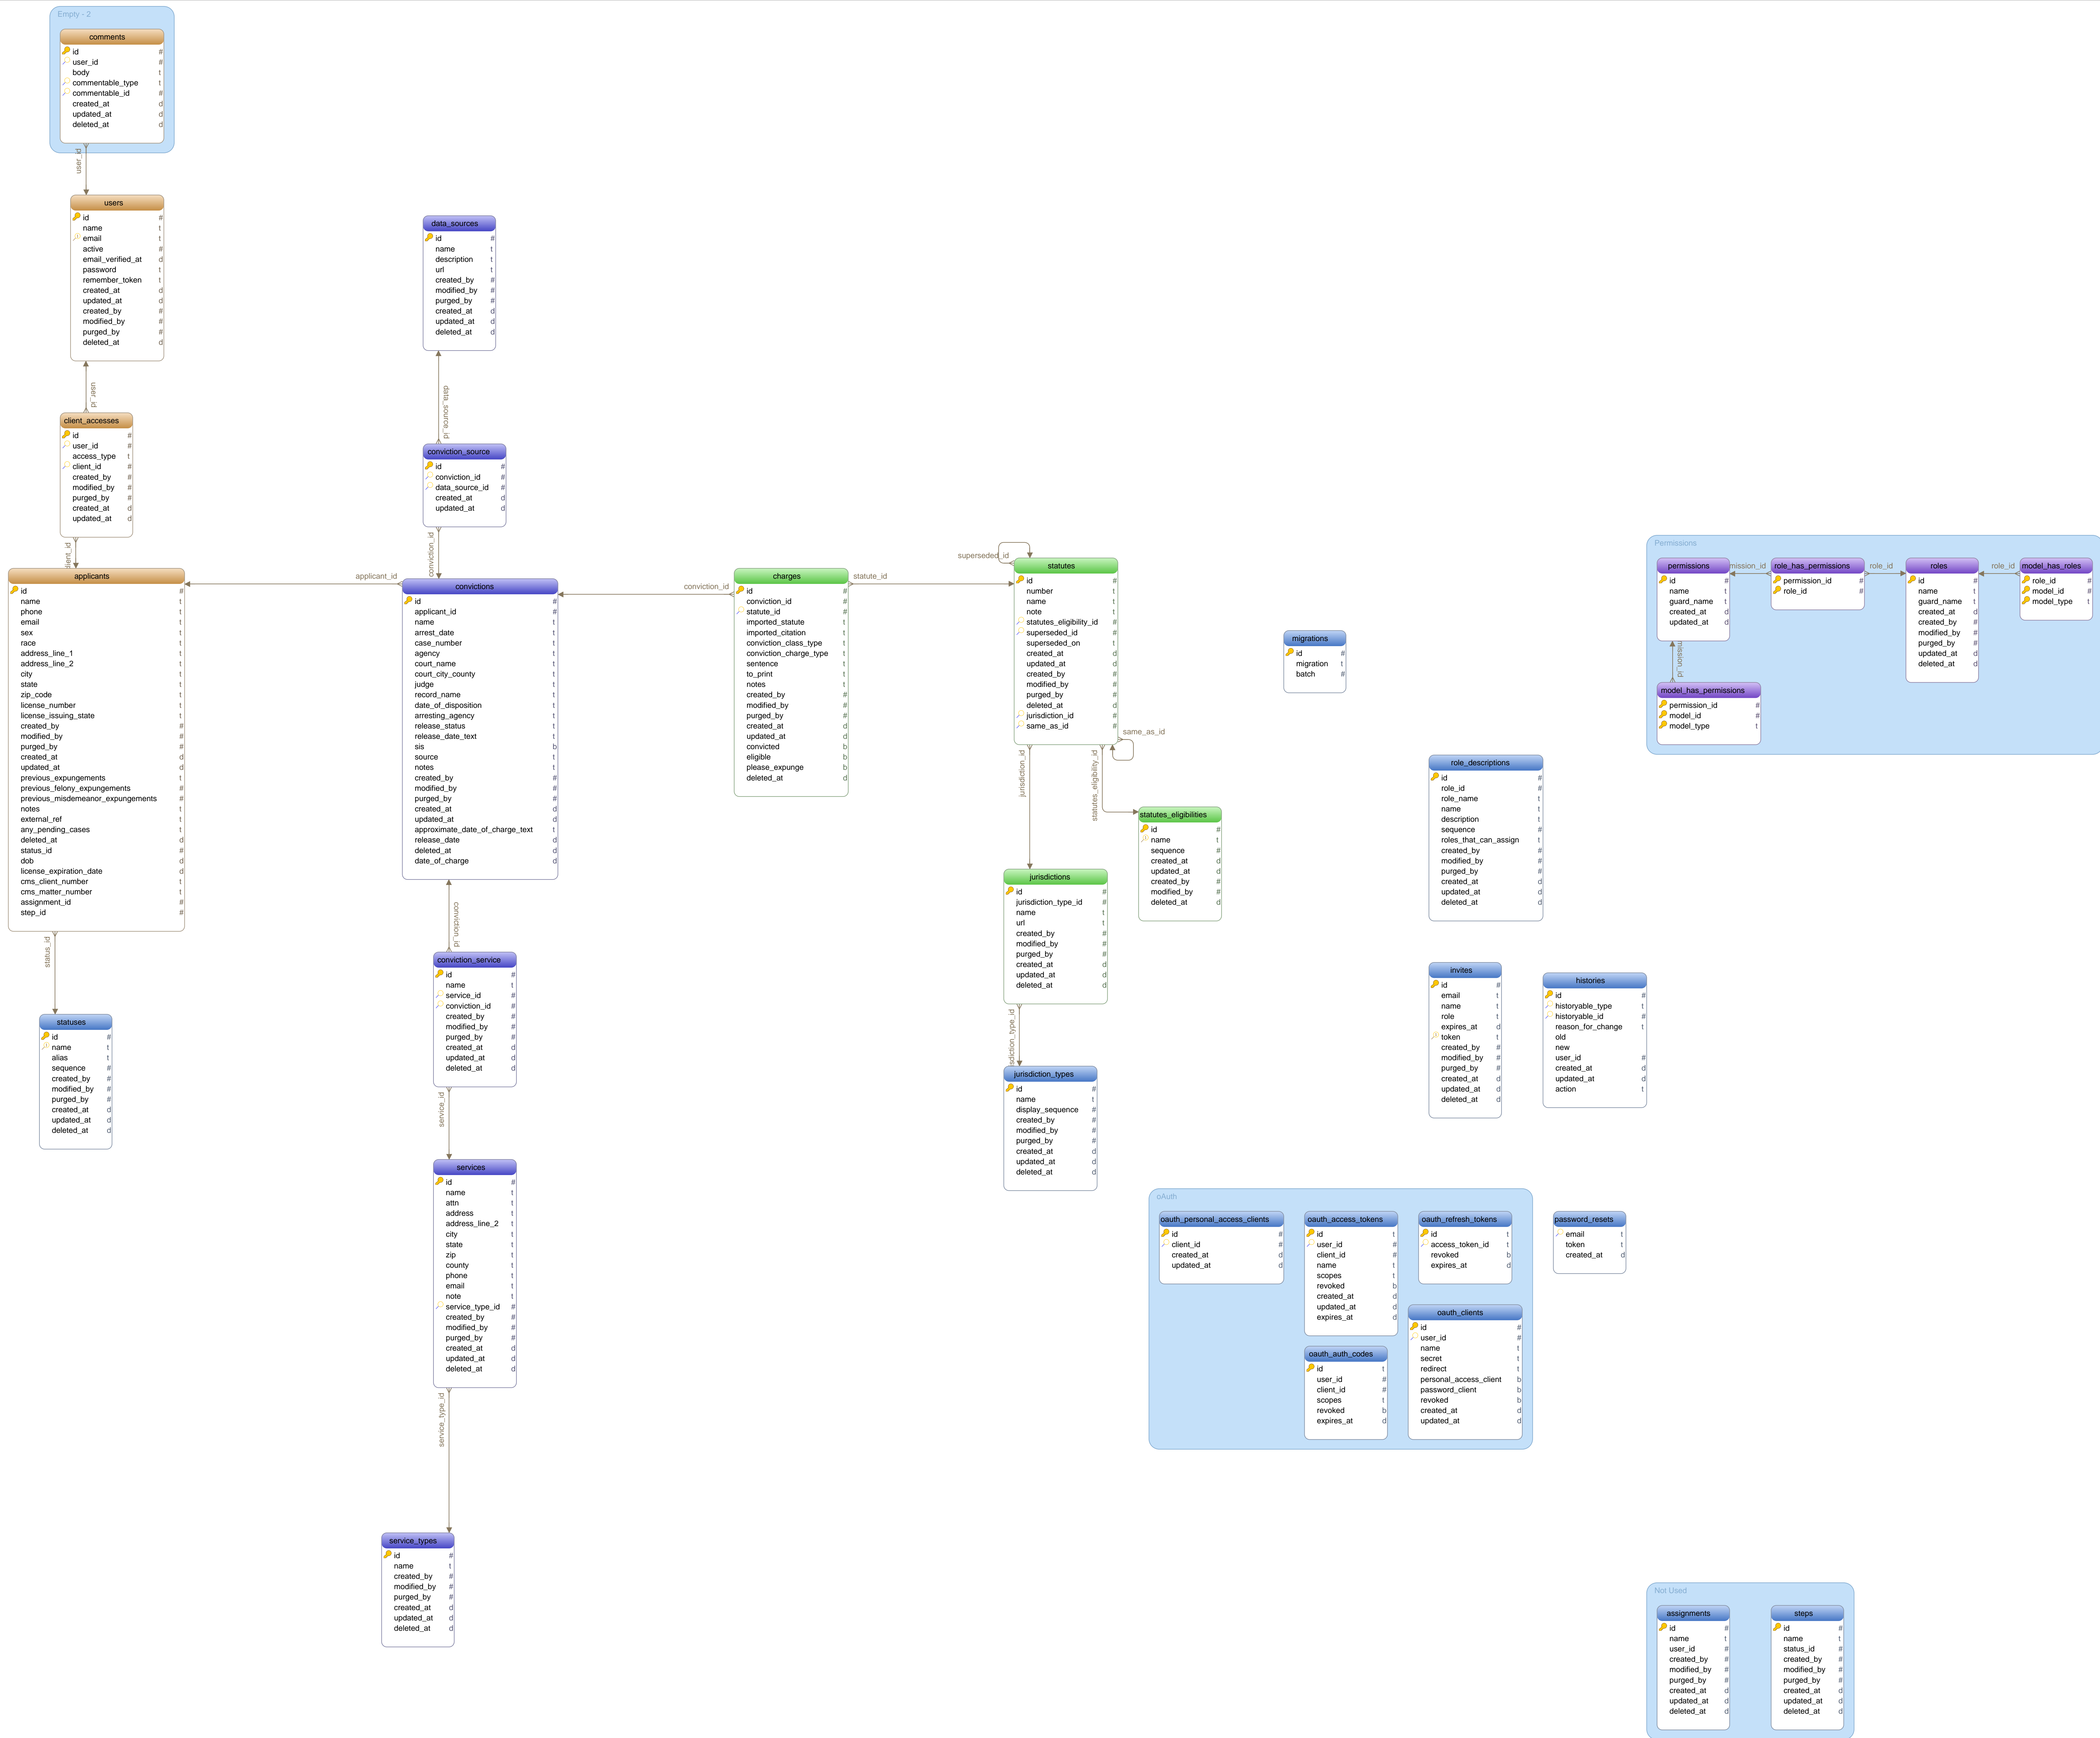 Empty - 2
comments
id #
user_id #
body t
commentable_type t
commentable_id #
created_at d
updated_at d
deleted_at d
user_id
users
id #
name t
email t
active #
email_verified_at d
password t
remember_token t
created_at d
updated_at d
created_by #
modified_by #
purged_by #
deleted_at d
user_id
client_accesses
id #
user_id #
access_type t
client_id #
created_by #
modified_by #
purged_by #
created_at d
updated_at d
applicants
id #
name t
phone t
email t
sex t
race t
address_line_1 t
address_line_2 t
city t
state t
zip_code t
license_number t
license_issuing_state t
created_by #
modified_by #
purged_by #
created_at d
updated_at d
previous_expungements t
previous_felony_expungements #
previous_misdemeanor_expungements #
notes t
external_ref t
any_pending_cases t
deleted_at d
status_id #
dob d
license_expiration_date d
cms_client_number t
cms_matter_number t
assignment_id #
step_id #
status_id
statuses
id #
name t
alias t
sequence #
created_by #
modified_by #
purged_by #
created_at d
updated_at d
deleted_at d
data_sources
id #
name t
description t
url t
created_by #
modified_by #
purged_by #
created_at d
updated_at d
deleted_at d
data_source_id
conviction_source
id #
conviction_id #
data_source_id #
created_at d
updated_at d
conviction_id
applicant_id
convictions
id #
applicant_id #
name t
arrest_date t
case_number t
agency t
court_name t
court_city_county t
judge t
record_name t
date_of_disposition t
arresting_agency t
release_status t
release_date_text t
sis b
source t
notes t
created_by #
modified_by #
purged_by #
created_at d
updated_at d
approximate_date_of_charge_text t
release_date d
deleted_at d
date_of_charge d
conviction_id
conviction_service
id #
name t
service_id #
conviction_id #
created_by #
modified_by #
purged_by #
created_at d
updated_at d
deleted_at d
service_id
services
id #
name t
attn t
address t
address_line_2 t
city t
state t
zip t
county t
phone t
email t
note t
service_type_id #
created_by #
modified_by #
purged_by #
created_at d
updated_at d
deleted_at d
service_type_id
service_types
id #
name t
created_by #
modified_by #
purged_by #
created_at d
updated_at d
deleted_at d
conviction_id
charges
id #
conviction_id #
statute_id #
imported_statute t
imported_citation t
conviction_class_type t
conviction_charge_type t
sentence t
to_print t
notes t
created_by #
modified_by #
purged_by #
created_at d
updated_at d
convicted b
eligible b
please_expunge b
deleted_at d
statute_id
superseded_id
statutes
id #
number t
name t
note t
statutes_eligibility_id #
superseded_id #
superseded_on t
created_at d
updated_at d
created_by #
modified_by #
purged_by #
deleted_at d
jurisdiction_id #
same_as_id #
same_as_id
jurisdiction_id
statutes_eligibility_id
statutes_eligibilities
id #
name t
sequence #
created_at d
updated_at d
created_by #
modified_by #
deleted_at d
jurisdictions
id #
jurisdiction_type_id #
name t
url t
created_by #
modified_by #
purged_by #
created_at d
updated_at d
deleted_at d
jurisdiction_types
id #
name t
display_sequence #
created_by #
modified_by #
purged_by #
created_at d
updated_at d
deleted_at d
migrations
id #
migration t
batch #
Permissions
permissions
id #
name t
guard_name t
created_at d
updated_at d
role_has_permissions
permission_id #
role_id #
role_id
roles
id #
name t
guard_name t
created_at d
created_by #
modified_by #
purged_by #
updated_at d
deleted_at d
role_id
model_has_roles
role_id #
model_id #
model_type t
model_has_permissions
permission_id #
model_id #
model_type t
role_descriptions
id #
role_id #
role_name t
name t
description t
sequence #
roles_that_can_assign t
created_by #
modified_by #
purged_by #
created_at d
updated_at d
deleted_at d
invites
id #
email t
name t
role t
expires_at d
token t
created_by #
modified_by #
purged_by #
created_at d
updated_at d
deleted_at d
histories
id #
historyable_type t
historyable_id #
reason_for_change t
old
new
user_id #
created_at d
updated_at d
action t
oAuth
oauth_personal_access_clients
id #
client_id #
created_at d
updated_at d
oauth_access_tokens
id t
user_id #
client_id #
name t
scopes t
revoked b
created_at d
updated_at d
expires_at d
oauth_refresh_tokens
id t
access_token_id t
revoked b
expires_at d
oauth_clients
id #
user_id #
name t
secret t
redirect t
personal_access_client b
password_client b
revoked b
created_at d
updated_at d
oauth_auth_codes
id t
user_id #
client_id #
scopes t
revoked b
expires_at d
password_resets
email t
token t
created_at d
Not Used
assignments
id #
name t
user_id #
created_by #
modified_by #
purged_by #
created_at d
updated_at d
deleted_at d
steps
id #
name t
status_id #
created_by #
modified_by #
purged_by #
created_at d
updated_at d
deleted_at d